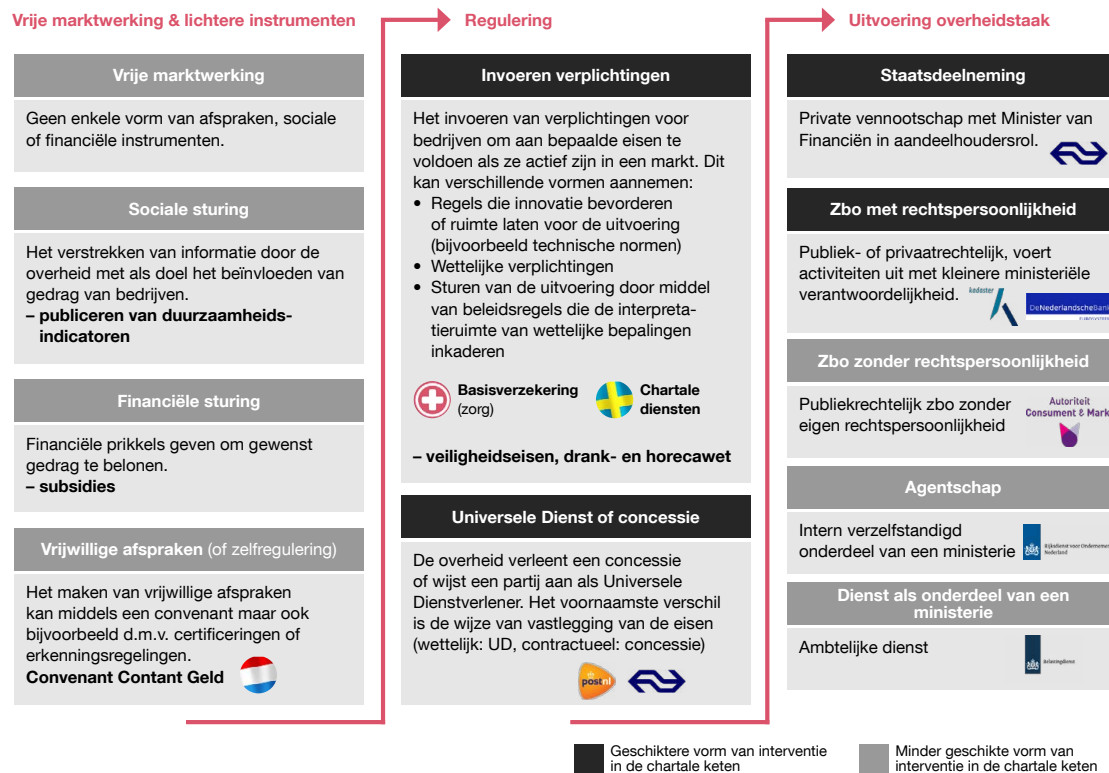 Vrije marktwerking & lichtere instrumenten
Vrije marktwerking
Geen enkele vorm van afspraken, sociale
of financiële instrumenten.
Sociale sturing
Het verstrekken van informatie door de
overheid met als doel het beïnvloeden van
gedrag van bedrijven.
– publiceren van duurzaamheids-
indicatoren
Financiële sturing
Financiële prikkels geven om gewenst
gedrag te belonen.
– subsidies
Vrijwillige afspraken (of zelfregulering)
Het maken van vrijwillige afspraken
kan middels een convenant maar ook
bijvoorbeeld d.m.v. certificeringen of
erkenningsregelingen.
Convenant Contant Geld
Regulering
Invoeren verplichtingen
Het invoeren van verplichtingen voor
bedrijven om aan bepaalde eisen te
voldoen als ze actief zijn in een markt. Dit
kan verschillende vormen aannemen:
• Regels die innovatie bevorderen
of ruimte laten voor de uitvoering
(bijvoorbeeld technische normen)
• Wettelijke verplichtingen
• Sturen van de uitvoering door middel
van beleidsregels die de interpreta-
tieruimte van wettelijke bepalingen
inkaderen
Basisverzekering
(zorg)
Chartale
diensten
– veiligheidseisen, drank- en horecawet
Universele Dienst of concessie
De overheid verleent een concessie
of wijst een partij aan als Universele
Dienstverlener. Het voornaamste verschil
is de wijze van vastlegging van de eisen
(wettelijk: UD, contractueel: concessie)
postnl
Uitvoering overheidstaak
Staatsdeelneming
Private vennootschap met Minister van
Financiën in aandeelhoudersrol.
Zbo met rechtspersoonlijkheid
Publiek- of privaatrechtelijk, voert
activiteiten uit met kleinere ministeriële
verantwoordelijkheid.
kadaster
DeNederlandscheBank
Zbo zonder rechtspersoonlijkheid
Publiekrechtelijk zbo zonder
eigen rechtspersoonlijkheid
Autoriteit
Consument & Mark
Agentschap
Intern verzelfstandigd
onderdeel van een ministerie
Rijksdienst voor Ondernemen
Nederland
Dienst als onderdeel van een
ministerie
Ambtelijke dienst
Belastingdienst
Geschiktere vorm van interventie
in de chartale keten
Minder geschikte vorm van
interventie in de chartale keten